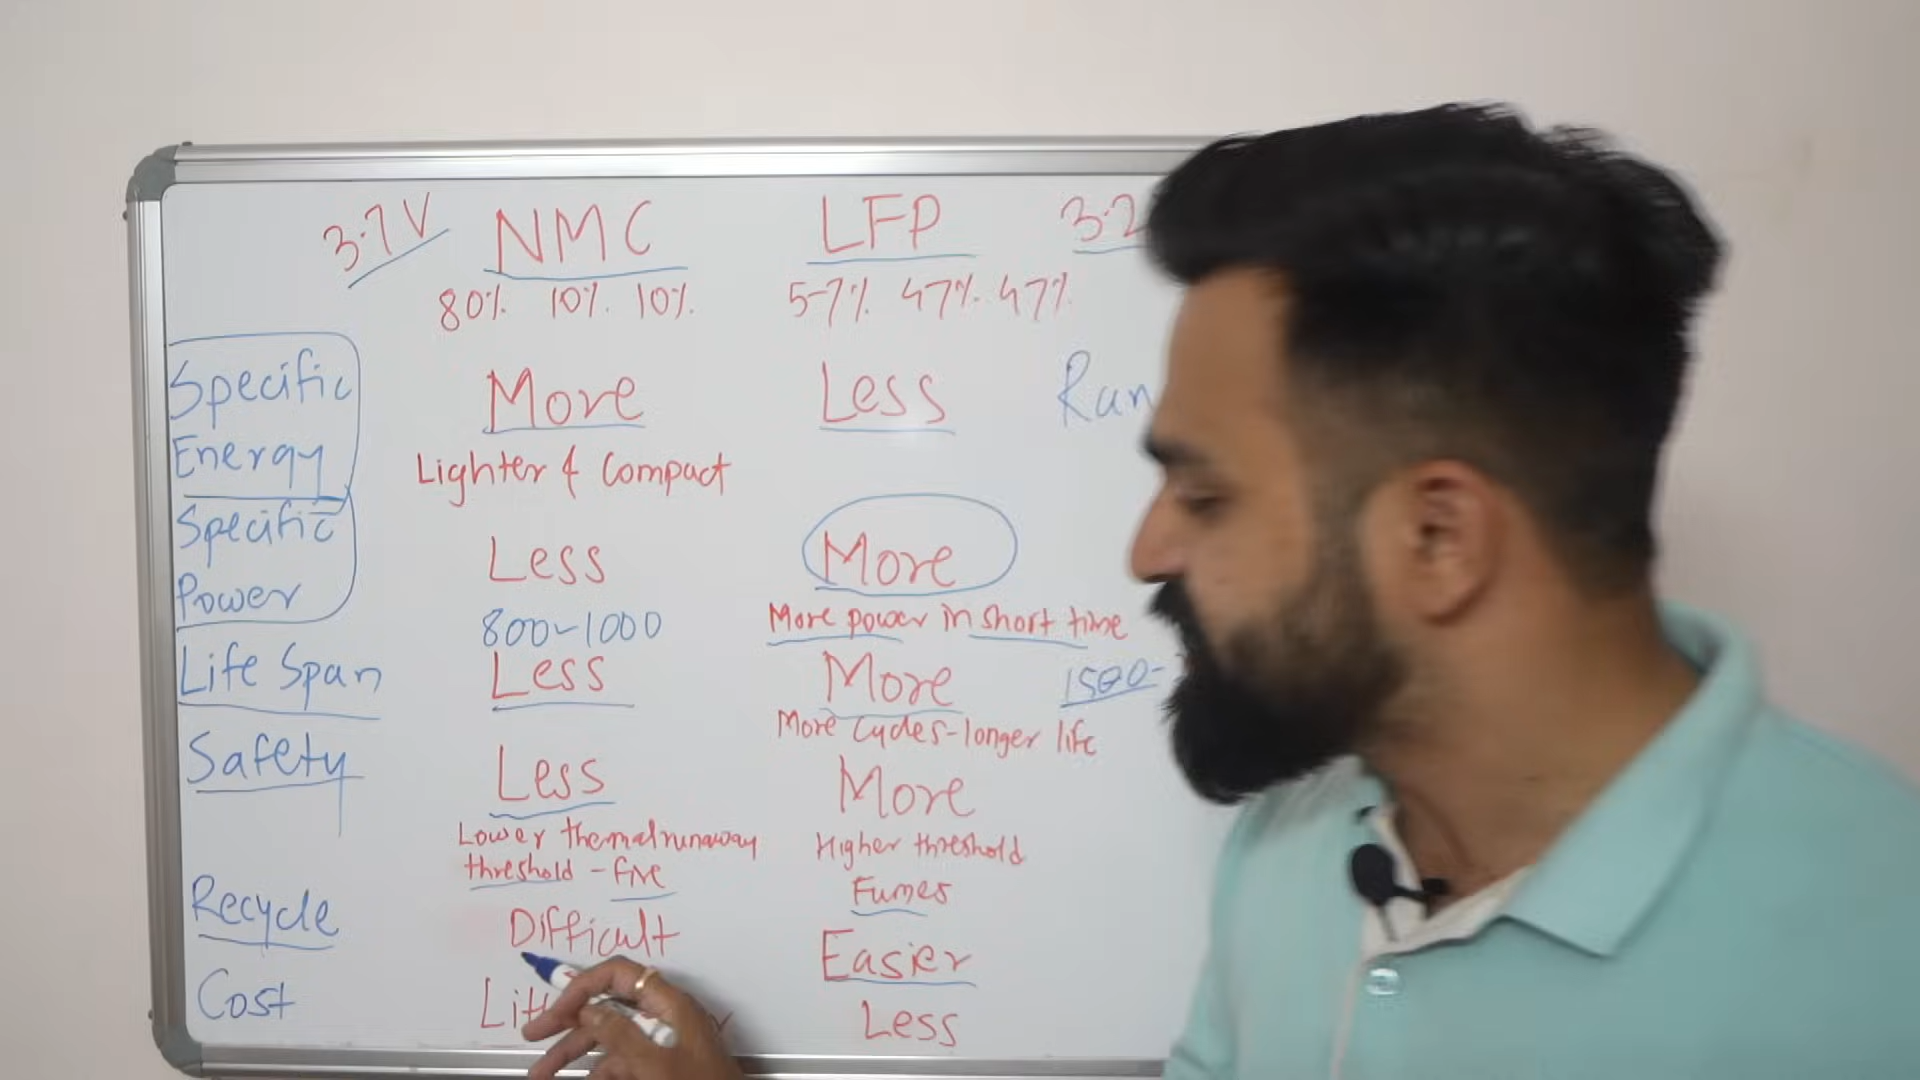 3.7V NMC LFP 3.2
80% 10% 10% 5-7% 47% 47%
Specific Energy More Less
Lighter & Compact
Specific Power Less More
800-1000 More power in short time
Life Span Less More 1500-
More Cycles-longer life
Safety Less More
Lower thermal runaway Higher threshold
threshold - fire Fumes
Recycle Difficult Easier
Cost Less